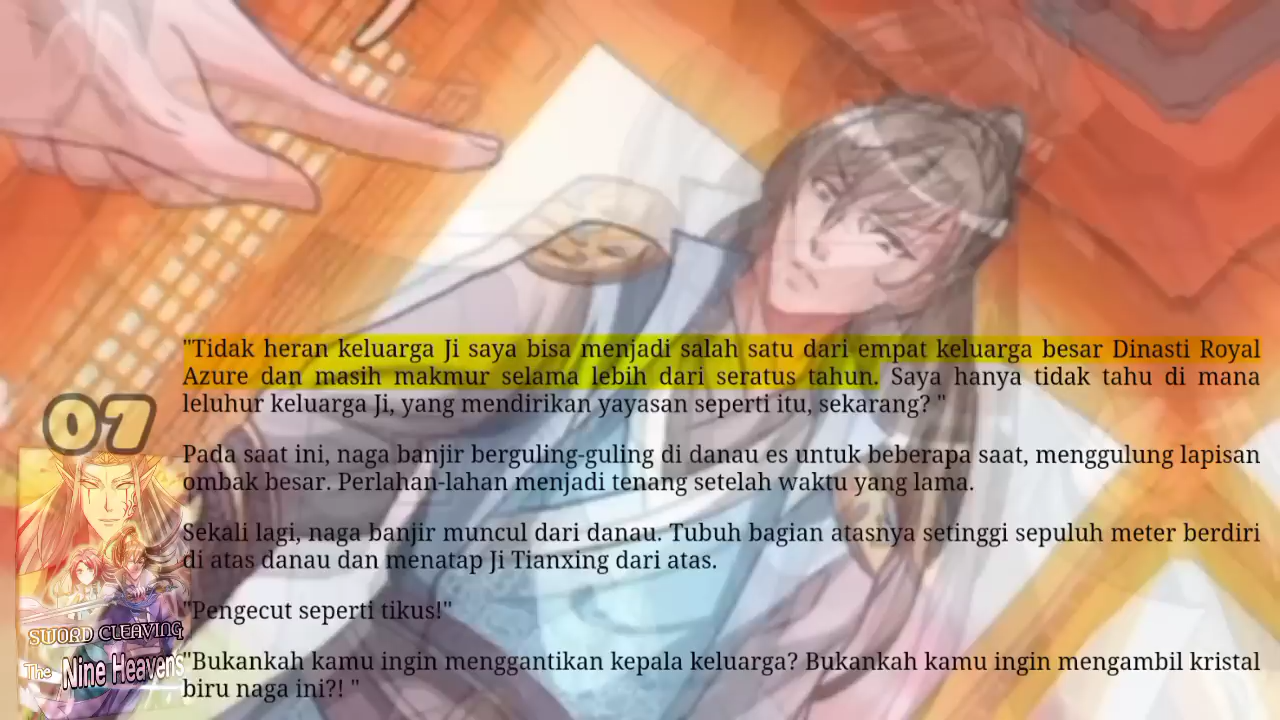 "Tidak heran keluarga Ji saya bisa menjadi salah satu dari empat keluarga besar Dinasti Royal
Azure dan masih makmur selama lebih dari seratus tahun. Saya hanya tidak tahu di mana
leluhur keluarga Ji, yang mendirikan yayasan seperti itu, sekarang? "
Pada saat ini, naga banjir berguling-guling di danau es untuk beberapa saat, menggulung lapisan
ombak besar. Perlahan-lahan menjadi tenang setelah waktu yang lama.
Sekali lagi, naga banjir muncul dari danau. Tubuh bagian atasnya setinggi sepuluh meter berdiri
di atas danau dan menatap Ji Tianxing dari atas.
"Pengecut seperti tikus!"
"Bukankah kamu ingin menggantikan kepala keluarga? Bukankah kamu ingin mengambil kristal
biru naga ini?! "
07
SWORD CLEAVING
The Nine Heavens